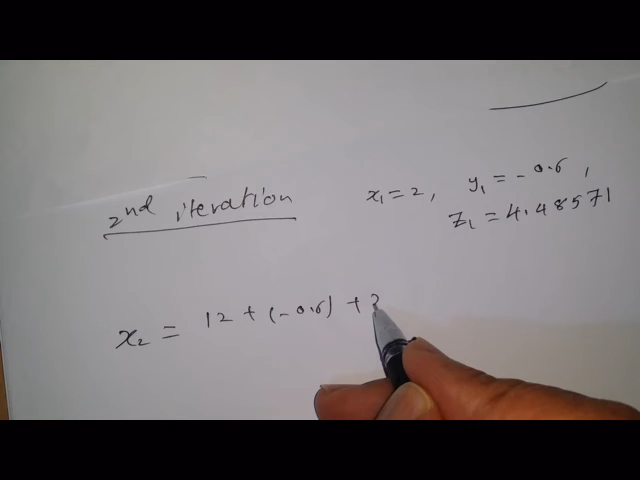 2nd iteration x₁ = 2, y₁ = -0.6,
z₁ = 4.48571
x₂ = 12 + (-0.6) +